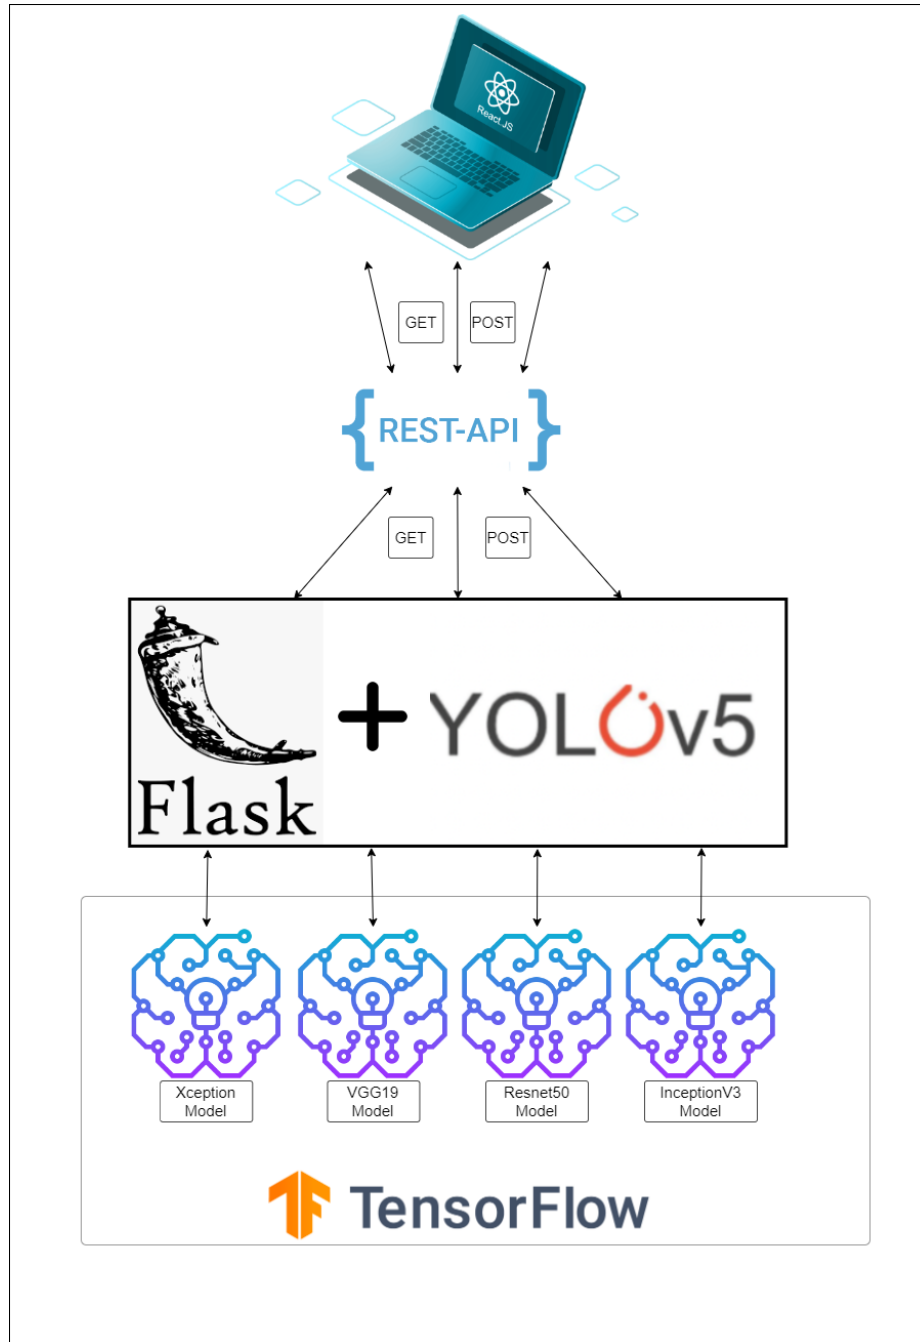 React.JS
GET
POST
{REST-API}
GET
POST
Flask
+
YOLOv5
Xception
Model
VGG19
Model
Resnet50
Model
InceptionV3
Model
TensorFlow